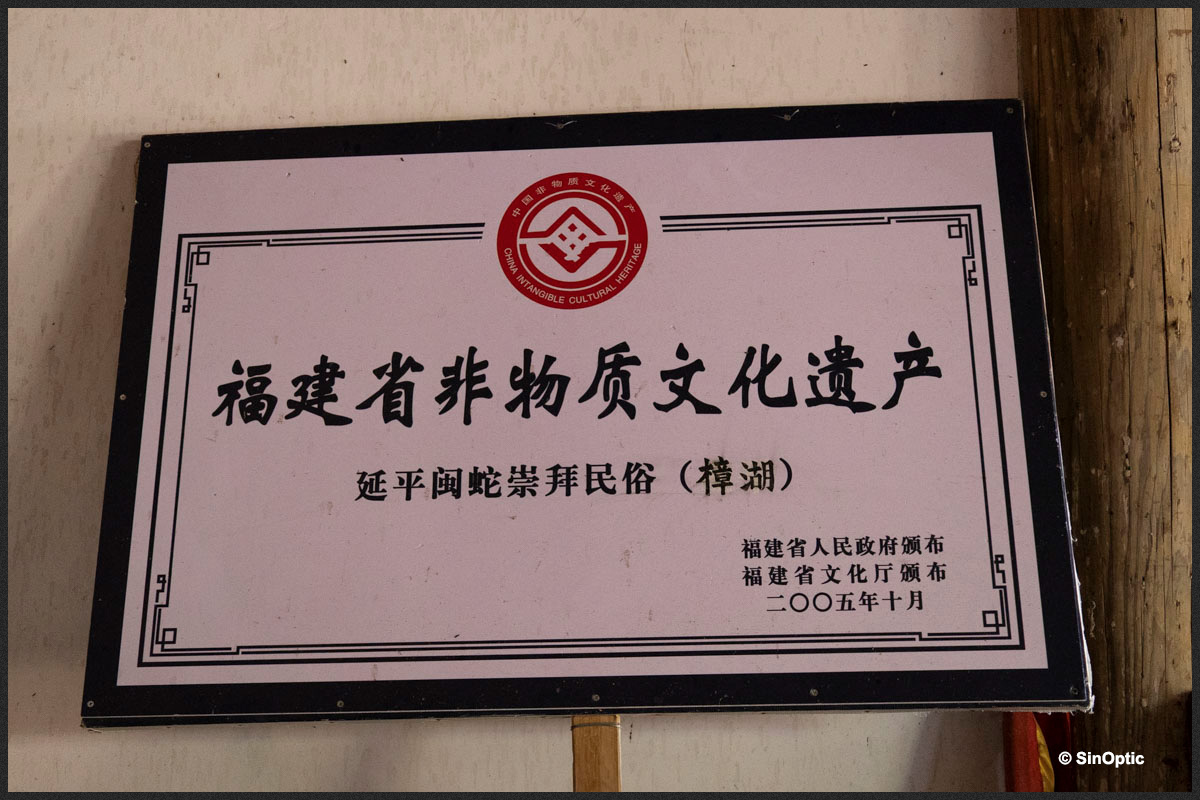 中国非物质文化遗产
CHINA INTANGIBLE CULTURAL HERITAGE
福建省非物质文化遗产
延平闽蛇崇拜民俗（樟湖）
福建省人民政府颁布
福建省文化厅颁布
二〇〇五年十月
© SinOptic